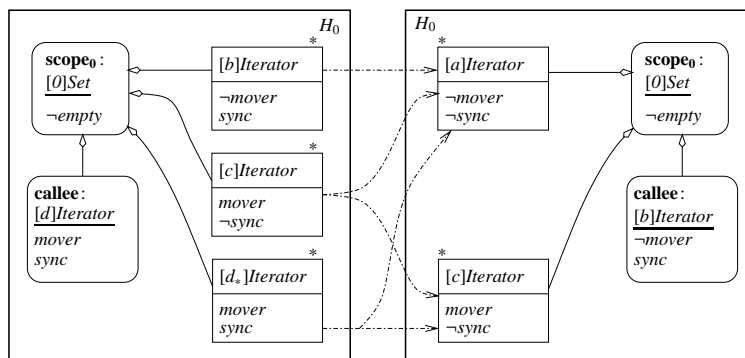 H₀
scope₀:
[0]Set
¬empty
callee:
[d]Iterator
mover
sync
*
[b]Iterator
¬mover
sync
*
[c]Iterator
mover
¬sync
*
[d*]Iterator
mover
sync
H₀
*
[a]Iterator
¬mover
¬sync
*
[c]Iterator
mover
¬sync
scope₀:
[0]Set
¬empty
callee:
[b]Iterator
¬mover
sync